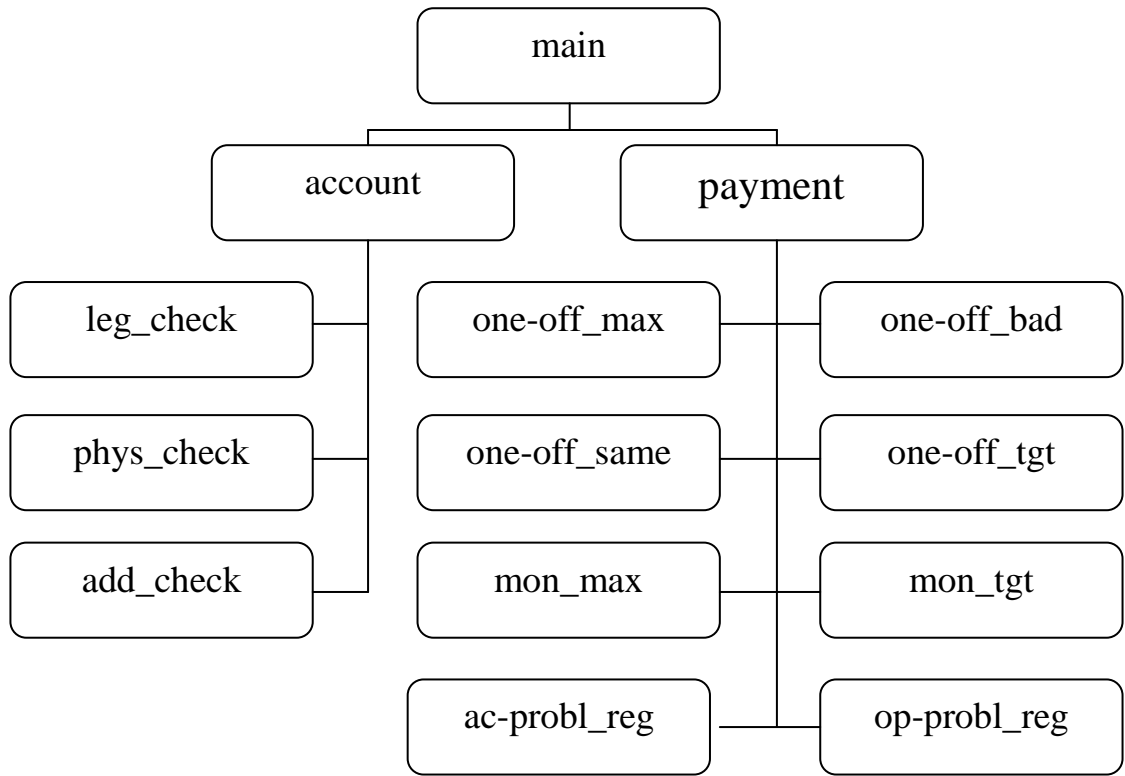 main
account
payment
leg_check
one-off_max
one-off_bad
phys_check
one-off_same
one-off_tgt
add_check
mon_max
mon_tgt
ac-probl_reg
op-probl_reg